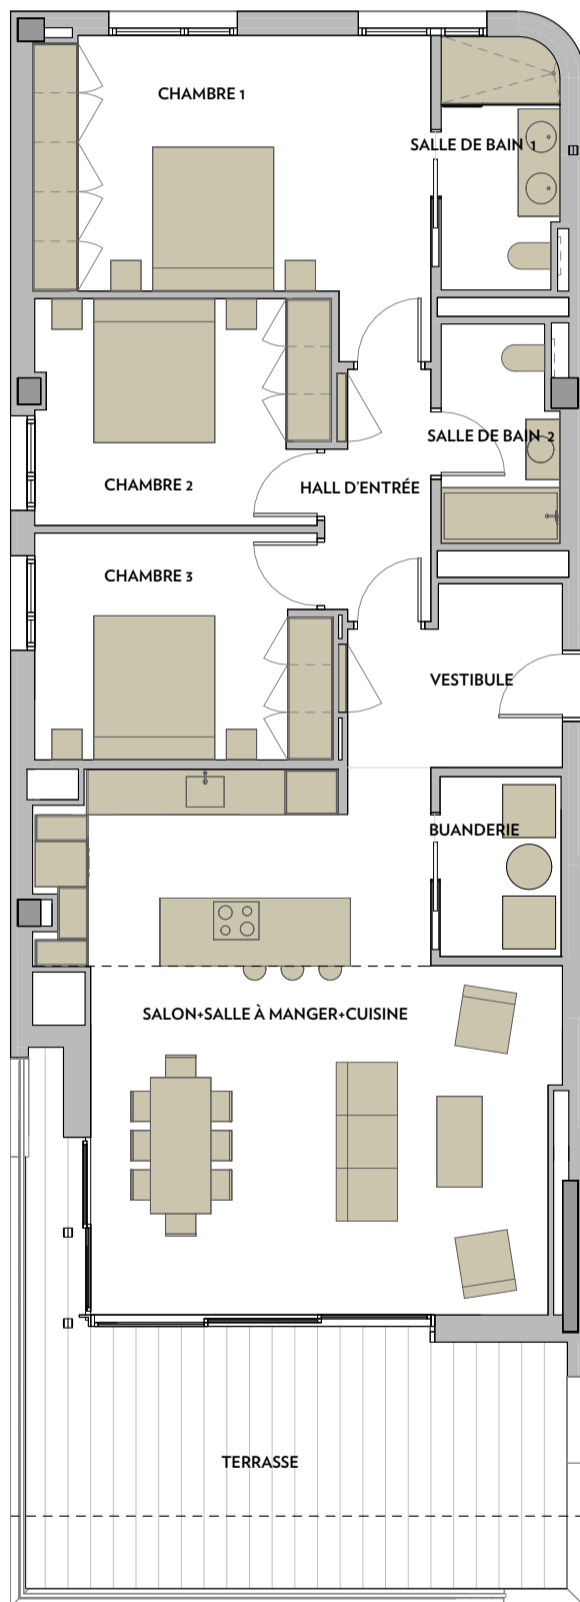 CHAMBRE 1
SALLE DE BAIN 1
SALLE DE BAIN 2
CHAMBRE 2
HALL D'ENTRÉE
CHAMBRE 3
VESTIBULE
BUANDERIE
SALON+SALLE À MANGER+CUISINE
TERRASSE